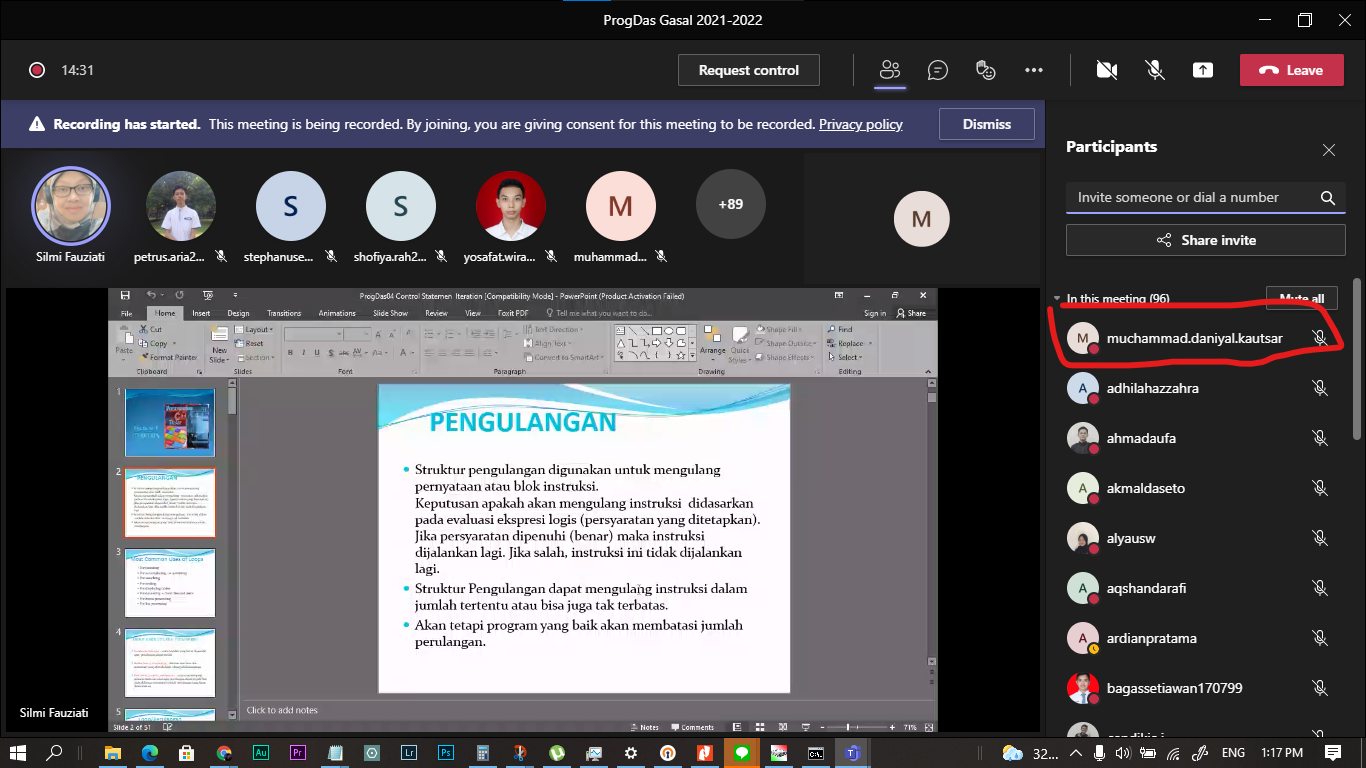 ProgDas Gasal 2021-2022
14:31
Request control
Leave
Recording has started. This meeting is being recorded. By joining, you are giving consent for this meeting to be recorded. Privacy policy
Dismiss
Silmi Fauziati
petrus.aria2...
S
stephanuse...
S
shofiya.rah2...
yosafat.wira...
M
muhammad...
+89
M
Participants
Invite someone or dial a number
Share invite
In this meeting (96)
Mute all
M
muchammad.daniyal.kautsar
A
adhilahazzahra
ahmadaufa
A
akmaldaseto
alyausw
A
aqshandarafi
A
ardianpratama
bagassetiawan170799
ProgDas04 Control Statemen Iteration [Compatibility Mode] - PowerPoint (Product Activation Failed)
File Home Insert Design Transitions Animations Slide Show Review View Foxit PDF Tell me what you want to do... Sign in Share
Paste
Cut
Copy
Format Painter
Clipboard
New Slide
Layout
Reset
Section
Slides
Font
Text Direction
Align Text
Convert to SmartArt
Paragraph
Arrange
Quick Styles
Shape Fill
Shape Outline
Shape Effects
Drawing
Find
Replace
Select
Editing
1
2
PENGULANGAN
3
Most Common Uses of Loops
4
5
PENGULANGAN
Struktur pengulangan digunakan untuk mengulang
pernyataan atau blok instruksi.
Keputusan apakah akan mengulang instruksi didasarkan
pada evaluasi ekspresi logis (persyaratan yang ditetapkan).
Jika persyaratan dipenuhi (benar) maka instruksi
dijalankan lagi. Jika salah, instruksi ini tidak dijalankan
lagi.
Struktur Pengulangan dapat mengulang instruksi dalam
jumlah tertentu atau bisa juga tak terbatas.
Akan tetapi program yang baik akan membatasi jumlah
perulangan.
Click to add notes
Slide 2 of 51
Notes
Comments
71%
Silmi Fauziati
Au
Pr
Lr
Ps
32...
ENG
1:17 PM